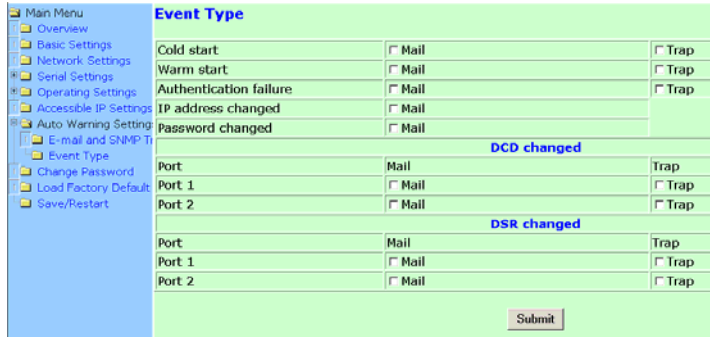 Main Menu
Overview
Basic Settings
Network Settings
Serial Settings
Operating Settings
Accessible IP Settings
Auto Warning Setting
E-mail and SNMP Tr
Event Type
Change Password
Load Factory Default
Save/Restart
Event Type
Cold start Mail Trap
Warm start Mail Trap
Authentication failure Mail Trap
IP address changed Mail
Password changed Mail
DCD changed
Port Mail Trap
Port 1 Mail Trap
Port 2 Mail Trap
DSR changed
Port Mail Trap
Port 1 Mail Trap
Port 2 Mail Trap
Submit